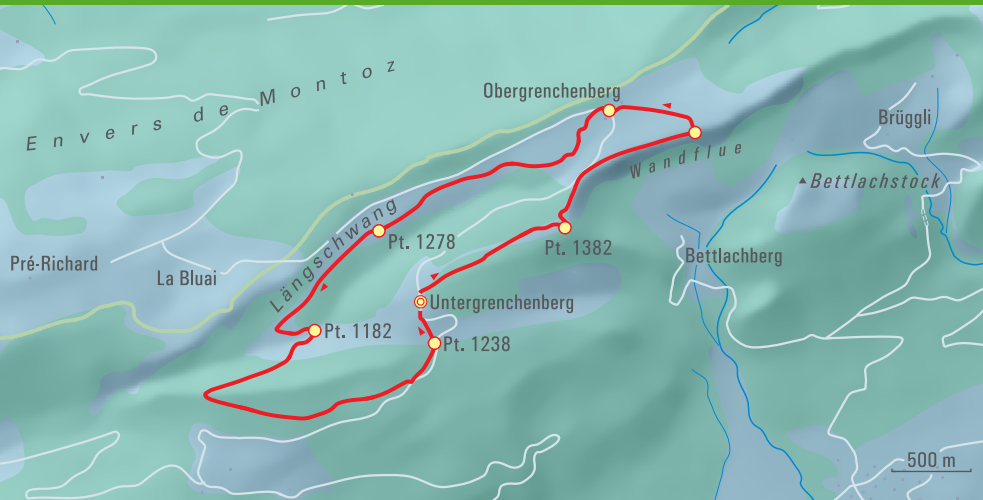 Envers de Montoz
Obergrenchenberg
Brüggli
Wandflue
Bettlachstock
Längschwang
Pt. 1278
Pt. 1382
Bettlachberg
Pré-Richard
La Bluai
Untergrenchenberg
Pt. 1182
Pt. 1238
500 m